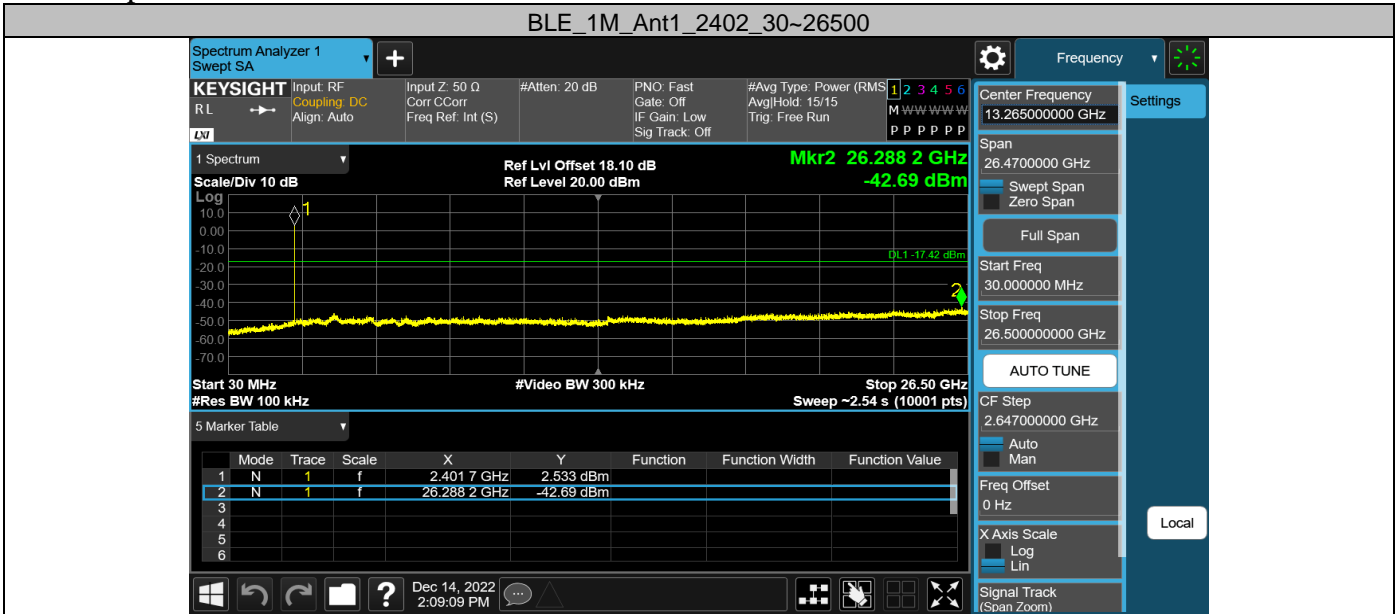 BLE_1M_Ant1_2402_30~26500
Spectrum Analyzer 1
Swept SA
+
Frequency
KEYSIGHT
RL
LXI
Input: RF
Coupling: DC
Align: Auto
Input Z: 50 Ω
Corr CCorr
Freq Ref: Int (S)
#Atten: 20 dB
PNO: Fast
Gate: Off
IF Gain: Low
Sig Track: Off
#Avg Type: Power (RMS
Avg|Hold: 15/15
Trig: Free Run
1 2 3 4 5 6
M W W W W W
P P P P P P
1 Spectrum
Scale/Div 10 dB
Ref Lvl Offset 18.10 dB
Ref Level 20.00 dBm
Mkr2 26.288 2 GHz
-42.69 dBm
Log
10.0
0.00
-10.0
-20.0
-30.0
-40.0
-50.0
-60.0
-70.0
1
DL1 -17.42 dBm
2
Start 30 MHz
#Video BW 300 kHz
Stop 26.50 GHz
#Res BW 100 kHz
Sweep ~2.54 s (10001 pts)
5 Marker Table
Mode Trace Scale X Y Function Function Width Function Value
1 N 1 f 2.401 7 GHz 2.533 dBm
2 N 1 f 26.288 2 GHz -42.69 dBm
3
4
5
6
?
Dec 14, 2022
2:09:09 PM
Center Frequency
13.265000000 GHz
Settings
Span
26.4700000 GHz
Swept Span
Zero Span
Full Span
Start Freq
30.000000 MHz
Stop Freq
26.500000000 GHz
AUTO TUNE
CF Step
2.647000000 GHz
Auto
Man
Freq Offset
0 Hz
Local
X Axis Scale
Log
Lin
Signal Track
(Span Zoom)